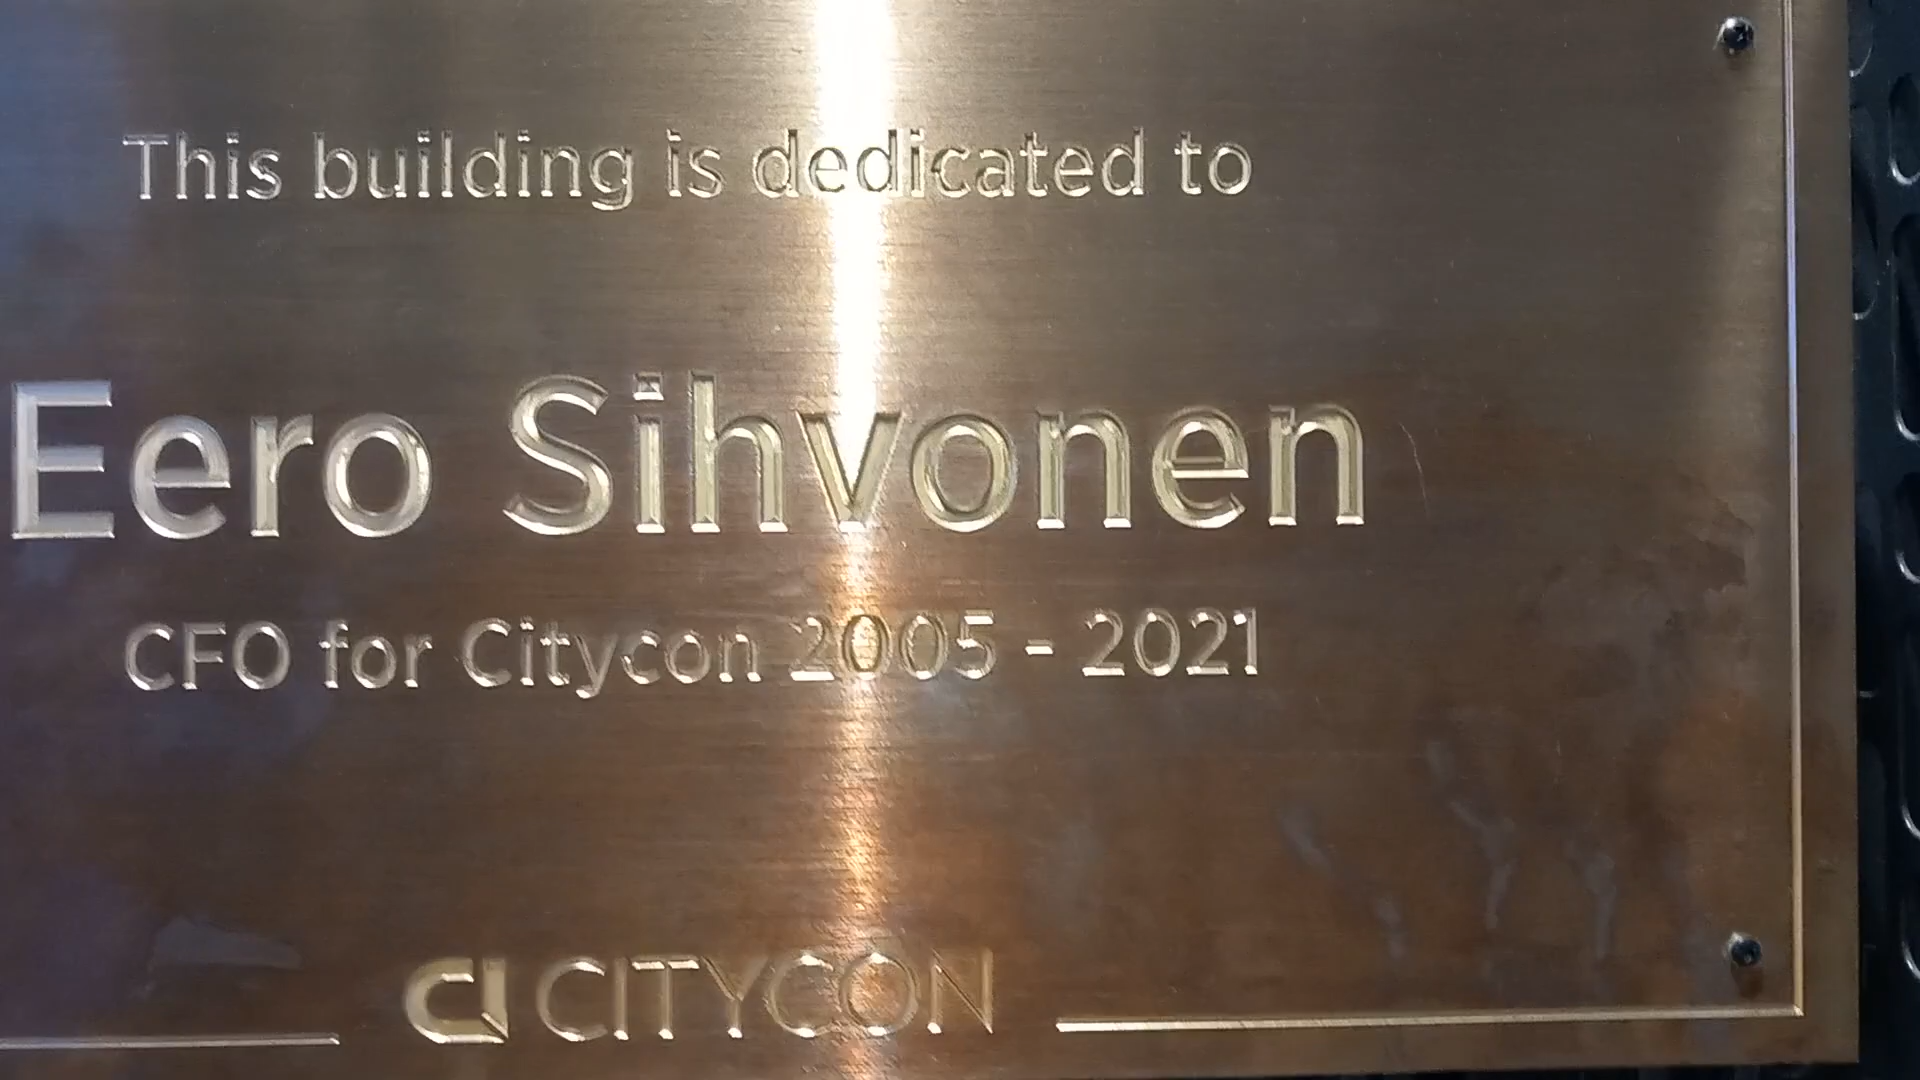 This building is dedicated to
Eero Sihvonen
CFO for Citycon 2005 - 2021
CITYCON